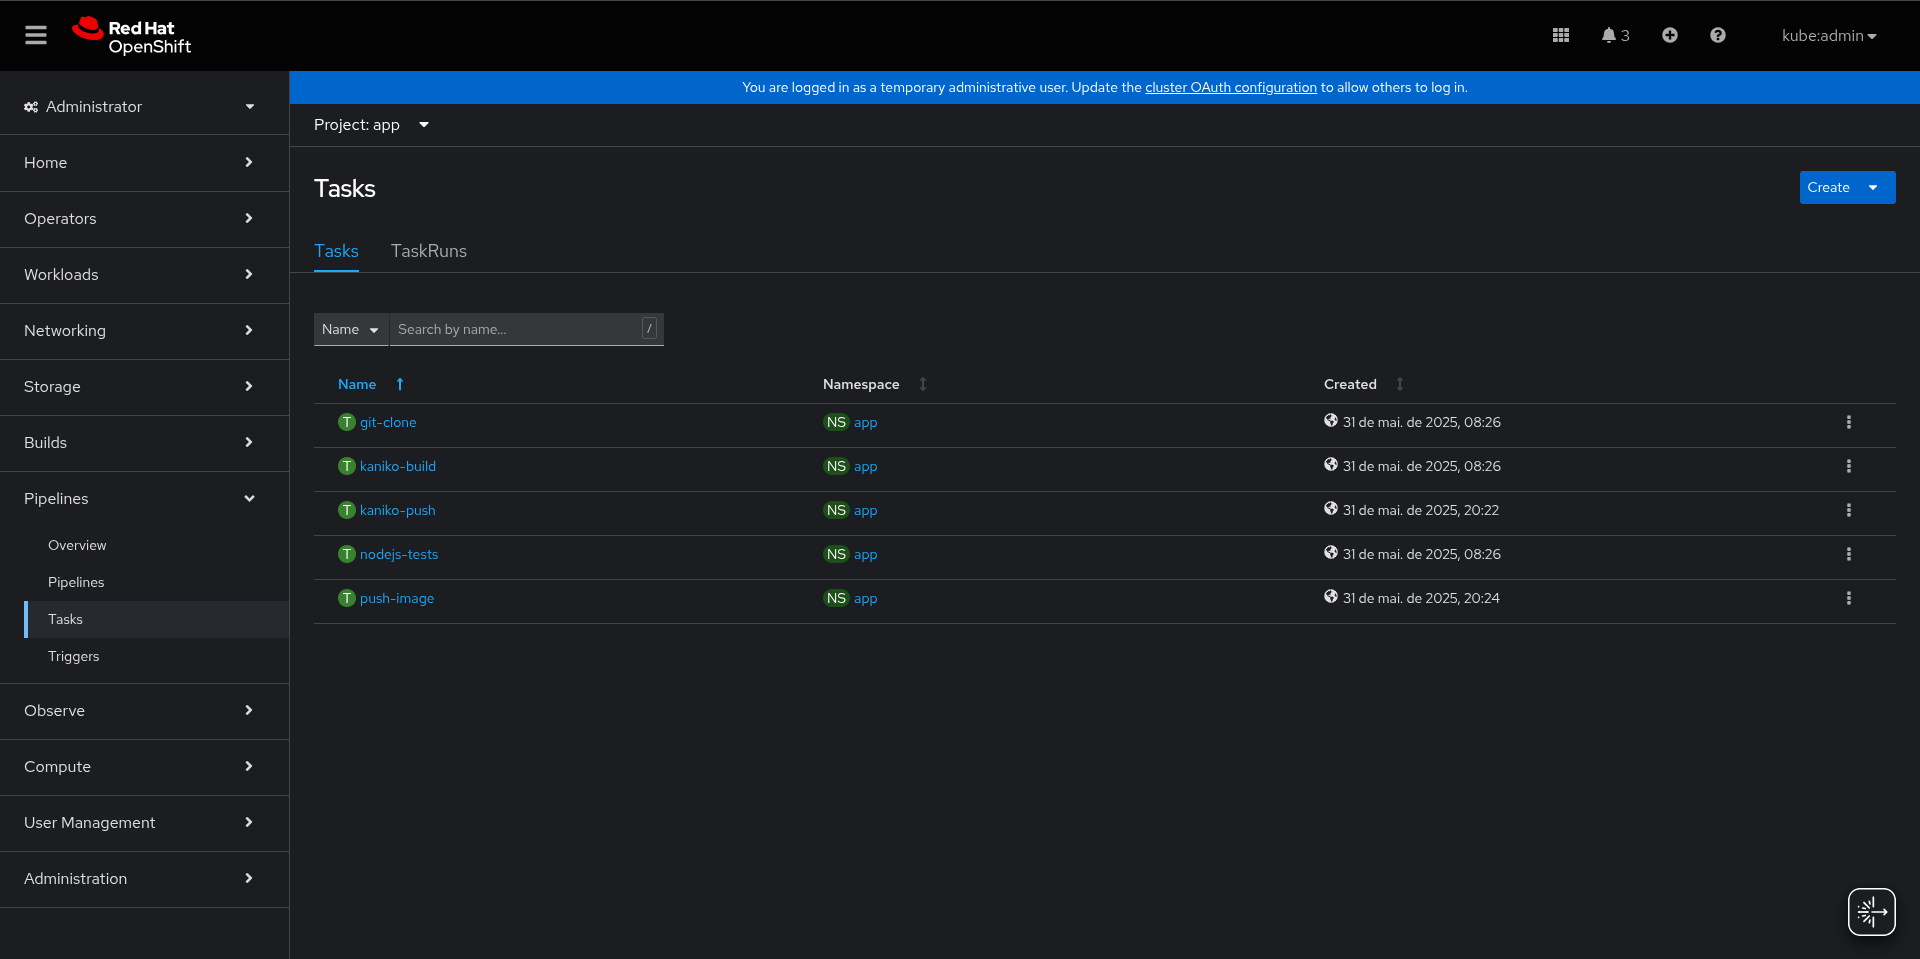 Red Hat
OpenShift
3
kube:admin
Administrator
Home
Operators
Workloads
Networking
Storage
Builds
Pipelines
Overview
Pipelines
Tasks
Triggers
Observe
Compute
User Management
Administration
You are logged in as a temporary administrative user. Update the cluster OAuth configuration to allow others to log in.
Project: app
Tasks
Create
Tasks TaskRuns
Name Search by name... /
Name Namespace Created
T git-clone NS app 31 de mai. de 2025, 08:26
T kaniko-build NS app 31 de mai. de 2025, 08:26
T kaniko-push NS app 31 de mai. de 2025, 20:22
T nodejs-tests NS app 31 de mai. de 2025, 08:26
T push-image NS app 31 de mai. de 2025, 20:24